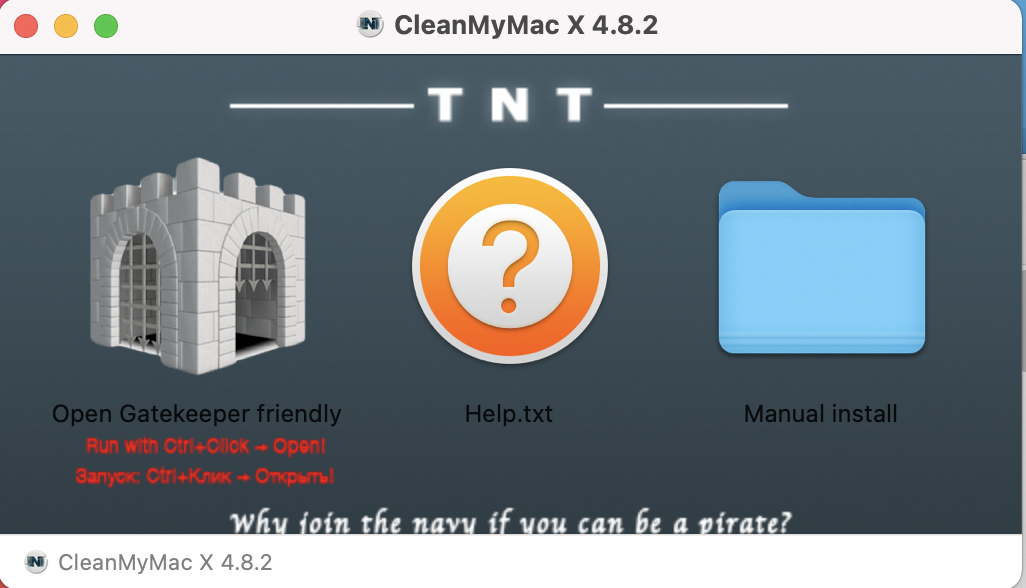 CleanMyMac X 4.8.2
TNT
Open Gatekeeper friendly
Help.txt
Manual install
Run with Ctrl+Click → Open!
Запуск: Ctrl+Клик → Открыть!
Why join the navy if you can be a pirate?
CleanMyMac X 4.8.2